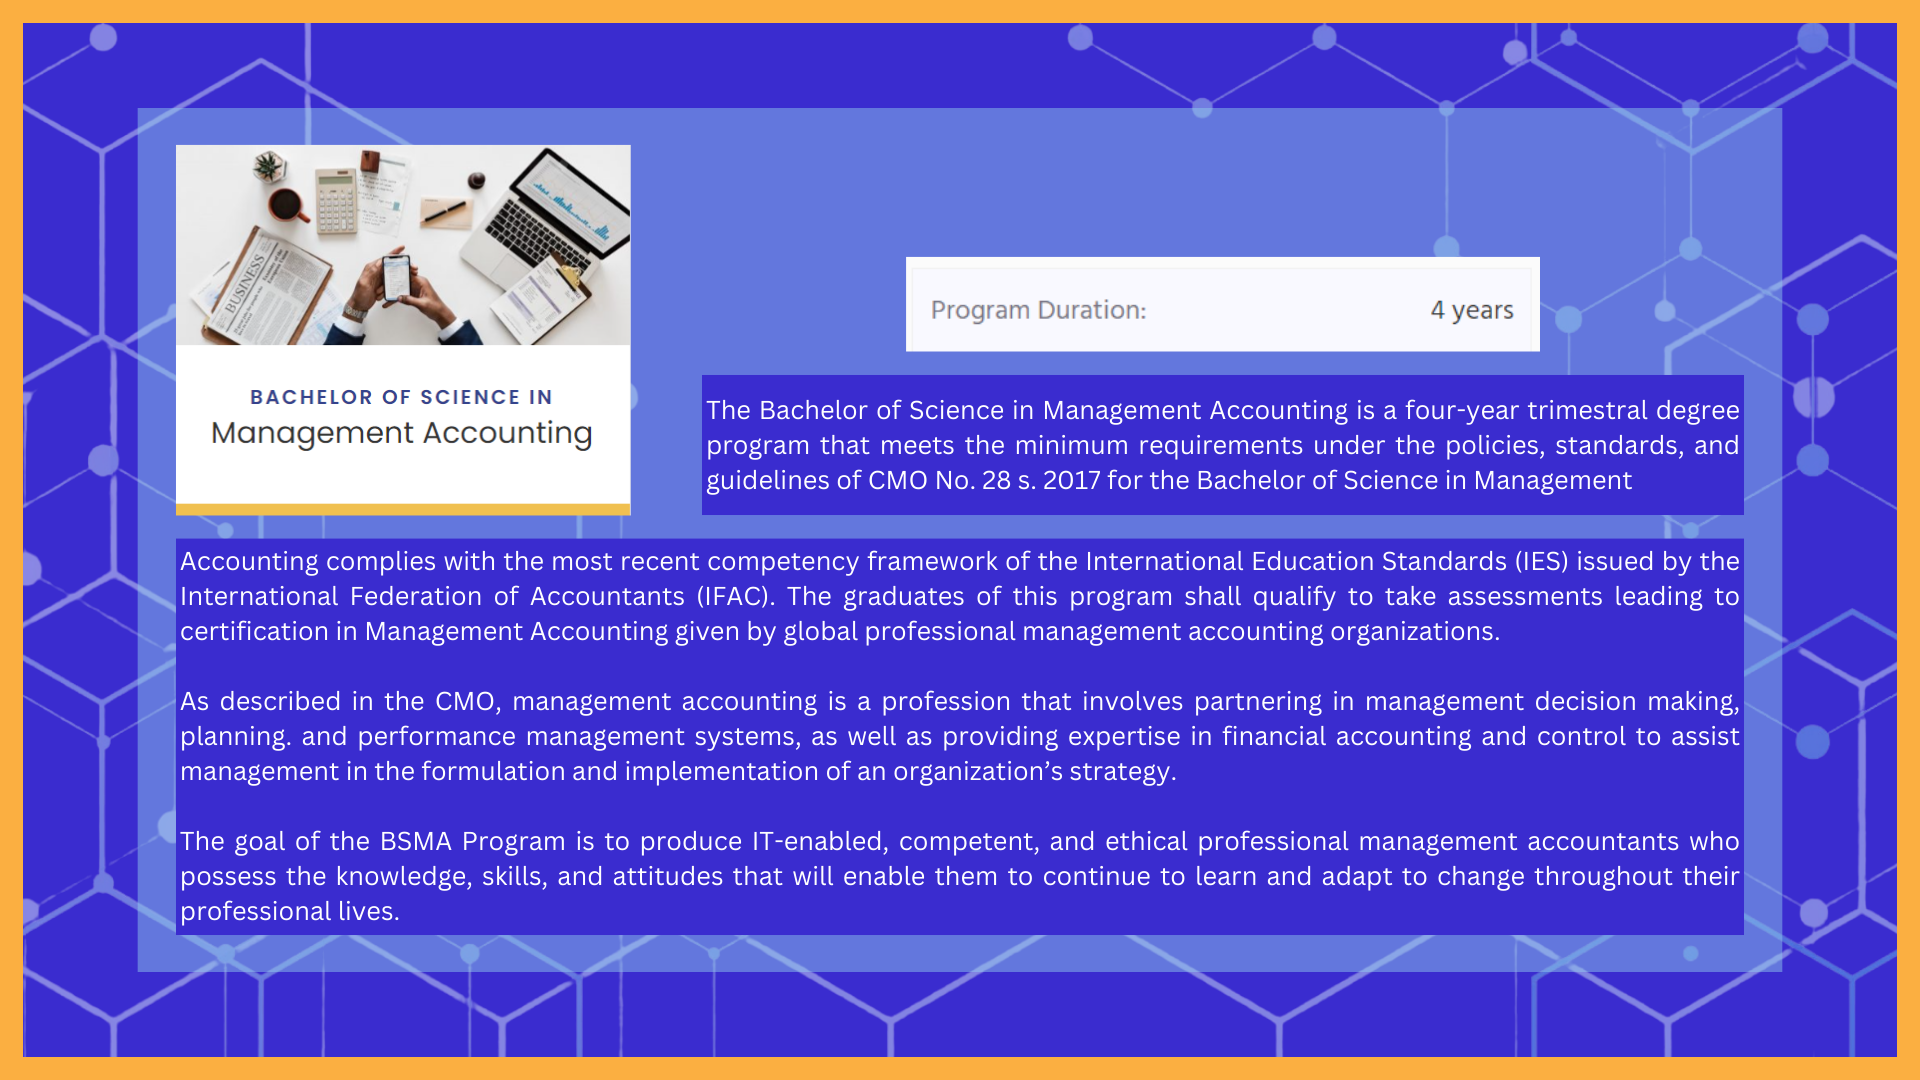 BUSINESS
BACHELOR OF SCIENCE IN
Management Accounting
Program Duration: 4 years
The Bachelor of Science in Management Accounting is a four-year trimestral degree
program that meets the minimum requirements under the policies, standards, and
guidelines of CMO No. 28 s. 2017 for the Bachelor of Science in Management
Accounting complies with the most recent competency framework of the International Education Standards (IES) issued by the
International Federation of Accountants (IFAC). The graduates of this program shall qualify to take assessments leading to
certification in Management Accounting given by global professional management accounting organizations.
As described in the CMO, management accounting is a profession that involves partnering in management decision making,
planning. and performance management systems, as well as providing expertise in financial accounting and control to assist
management in the formulation and implementation of an organization’s strategy.
The goal of the BSMA Program is to produce IT-enabled, competent, and ethical professional management accountants who
possess the knowledge, skills, and attitudes that will enable them to continue to learn and adapt to change throughout their
professional lives.